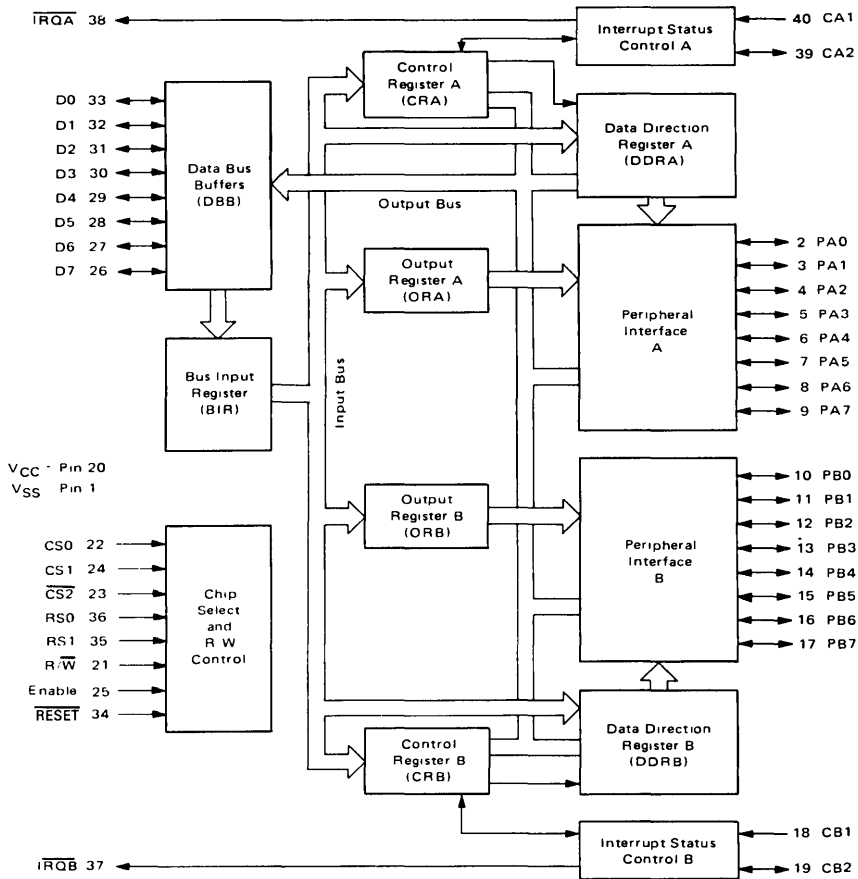 IRQA 38
40 CA1
39 CA2
Interrupt Status
Control A
Control
Register A
(CRA)
D0 33
D1 32
D2 31
D3 30
D4 29
D5 28
D6 27
D7 26
Data Bus
Buffers
(DBB)
Data Direction
Register A
(DDRA)
Output Bus
Output
Register A
(ORA)
Peripheral
Interface
A
2 PA0
3 PA1
4 PA2
5 PA3
6 PA4
7 PA5
8 PA6
9 PA7
Bus Input
Register
(BIR)
Input Bus
VCC - Pin 20
VSS Pin 1
Output
Register B
(ORB)
Peripheral
Interface
B
10 PB0
11 PB1
12 PB2
13 PB3
14 PB4
15 PB5
16 PB6
17 PB7
CS0 22
CS1 24
CS2 23
RS0 36
RS1 35
R/W 21
Enable 25
RESET 34
Chip
Select
and
R W
Control
Control
Register B
(CRB)
Data Direction
Register B
(DDRB)
Interrupt Status
Control B
18 CB1
19 CB2
IRQB 37